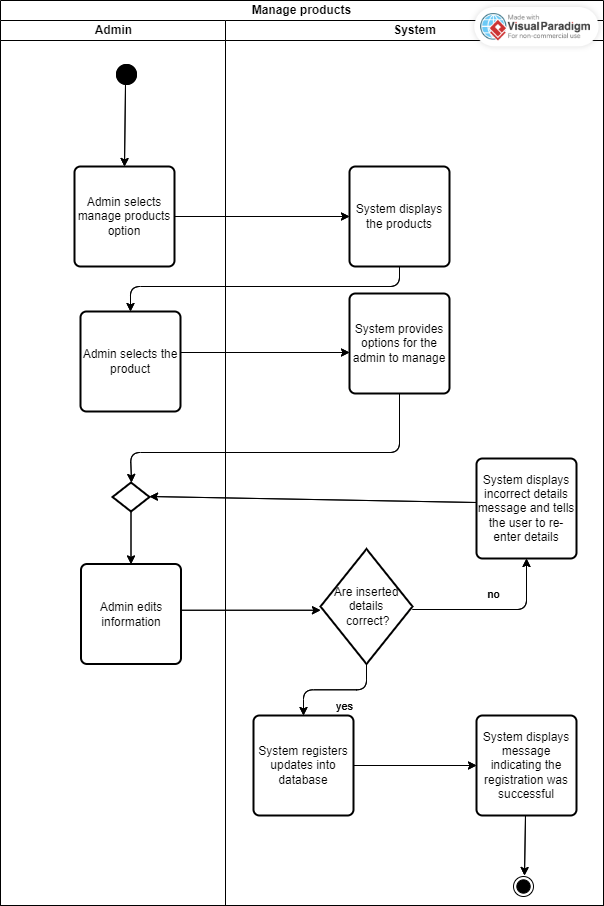 Manage products
Admin
System
Made with
VisualParadigm
For non-commercial use
Admin selects
manage products
option
System displays
the products
Admin selects the
product
System provides
options for the
admin to manage
System displays
incorrect details
message and tells
the user to re-
enter details
Admin edits
information
Are inserted
details
correct?
no
yes
System registers
updates into
database
System displays
message
indicating the
registration was
successful